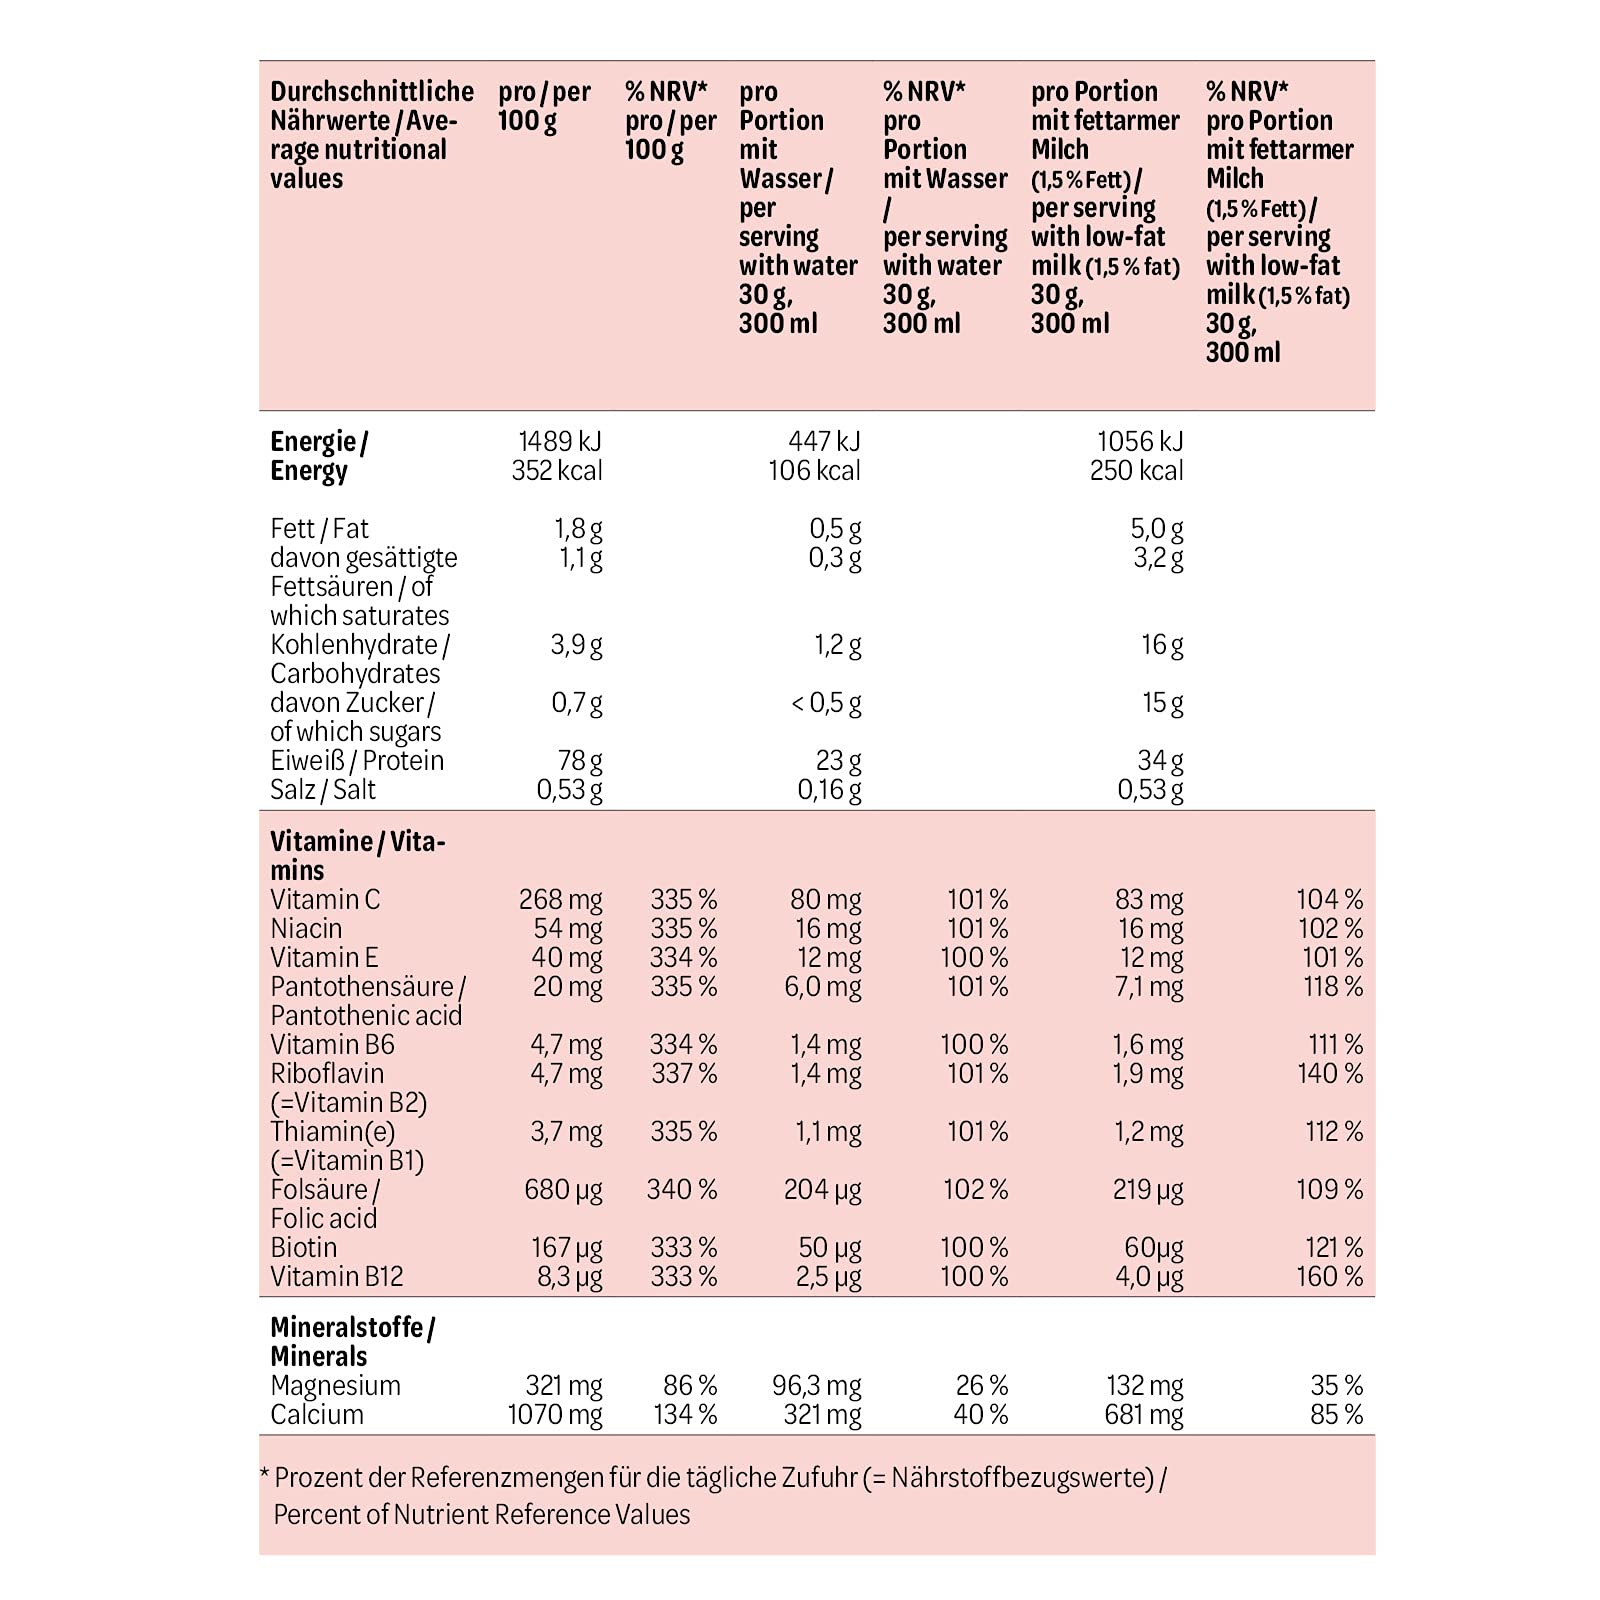 Durchschnittliche Nährwerte / Ave-rage nutritional values
pro / per 100 g
% NRV* pro / per 100 g
pro Portion mit Wasser / per serving with water 30 g, 300 ml
% NRV* pro Portion mit Wasser / per serving with water 30 g, 300 ml
pro Portion mit fettarmer Milch (1,5 % Fett) / per serving with low-fat milk (1,5 % fat) 30 g, 300 ml
% NRV* pro Portion mit fettarmer Milch (1,5 % Fett) / per serving with low-fat milk (1,5 % fat) 30 g, 300 ml
Energie / 1489 kJ 447 kJ 1056 kJ
Energy 352 kcal 106 kcal 250 kcal
Fett / Fat 1,8 g 0,5 g 5,0 g
davon gesättigte 1,1 g 0,3 g 3,2 g
Fettsäuren / of
which saturates
Kohlenhydrate / 3,9 g 1,2 g 16 g
Carbohydrates
davon Zucker / 0,7 g < 0,5 g 15 g
of which sugars
Eiweiß / Protein 78 g 23 g 34 g
Salz / Salt 0,53 g 0,16 g 0,53 g
Vitamine / Vita-
mins
Vitamin C 268 mg 335 % 80 mg 101 % 83 mg 104 %
Niacin 54 mg 335 % 16 mg 101 % 16 mg 102 %
Vitamin E 40 mg 334 % 12 mg 100 % 12 mg 101 %
Pantothensäure / 20 mg 335 % 6,0 mg 101 % 7,1 mg 118 %
Pantothenic acid
Vitamin B6 4,7 mg 334 % 1,4 mg 100 % 1,6 mg 111 %
Riboflavin 4,7 mg 337 % 1,4 mg 101 % 1,9 mg 140 %
(=Vitamin B2)
Thiamin(e) 3,7 mg 335 % 1,1 mg 101 % 1,2 mg 112 %
(=Vitamin B1)
Folsäure / 680 µg 340 % 204 µg 102 % 219 µg 109 %
Folic acid
Biotin 167 µg 333 % 50 µg 100 % 60µg 121 %
Vitamin B12 8,3 µg 333 % 2,5 µg 100 % 4,0 µg 160 %
Mineralstoffe /
Minerals
Magnesium 321 mg 86 % 96,3 mg 26 % 132 mg 35 %
Calcium 1070 mg 134 % 321 mg 40 % 681 mg 85 %
* Prozent der Referenzmengen für die tägliche Zufuhr (= Nährstoffbezugswerte) /
Percent of Nutrient Reference Values